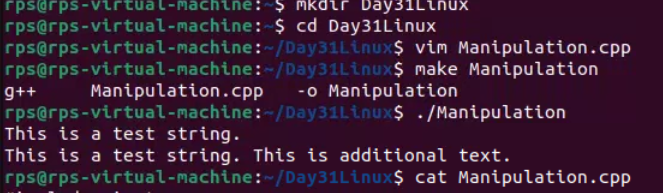 rps@rps-virtual-machine:~$ mkdir Day31Linux
rps@rps-virtual-machine:~$ cd Day31Linux
rps@rps-virtual-machine:~/Day31Linux$ vim Manipulation.cpp
rps@rps-virtual-machine:~/Day31Linux$ make Manipulation
g++     Manipulation.cpp   -o Manipulation
rps@rps-virtual-machine:~/Day31Linux$ ./Manipulation
This is a test string.
This is a test string. This is additional text.
rps@rps-virtual-machine:~/Day31Linux$ cat Manipulation.cpp